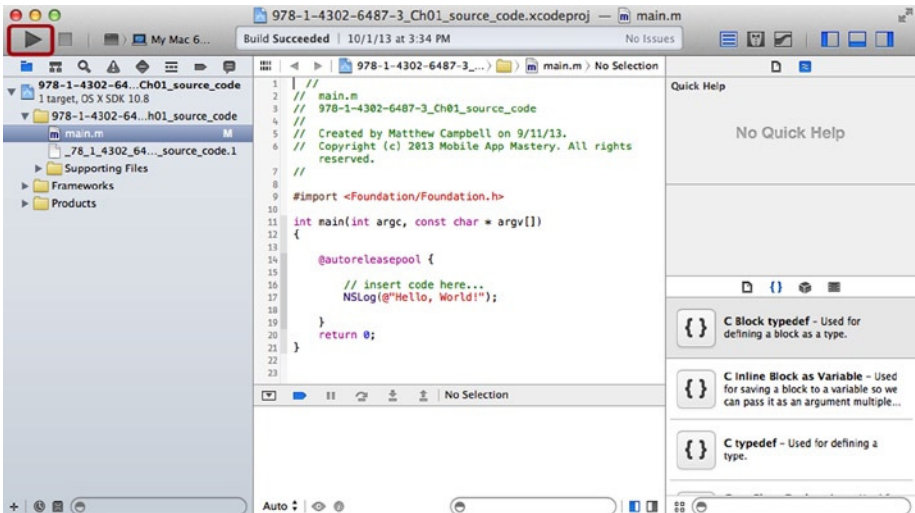 978-1-4302-6487-3_Ch01_source_code.xcodeproj — m main.m
My Mac 6...
Build Succeeded | 10/1/13 at 3:34 PM
No Issues
978-1-4302-64...Ch01_source_code
1 target, OS X SDK 10.8
978-1-4302-64...h01_source_code
m main.m M
_78_1_4302_64..._source_code.1
Supporting Files
Frameworks
Products
978-1-4302-6487-3_... m main.m No Selection
1 //
2 // main.m
3 // 978-1-4302-6487-3_Ch01_source_code
4 //
5 // Created by Matthew Campbell on 9/11/13.
6 // Copyright (c) 2013 Mobile App Mastery. All rights
reserved.
7 //
8
9 #import <Foundation/Foundation.h>
10
11 int main(int argc, const char * argv[])
12 {
13
14 @autoreleasepool {
15
16 // insert code here...
17 NSLog(@"Hello, World!");
18
19 }
20 return 0;
21 }
22
23
No Selection
Auto
Quick Help
No Quick Help
{}
{ } C Block typedef – Used for
defining a block as a type.
{ } C Inline Block as Variable – Used
for saving a block to a variable so we
can pass it as an argument multiple...
{ } C typedef – Used for defining a
type.